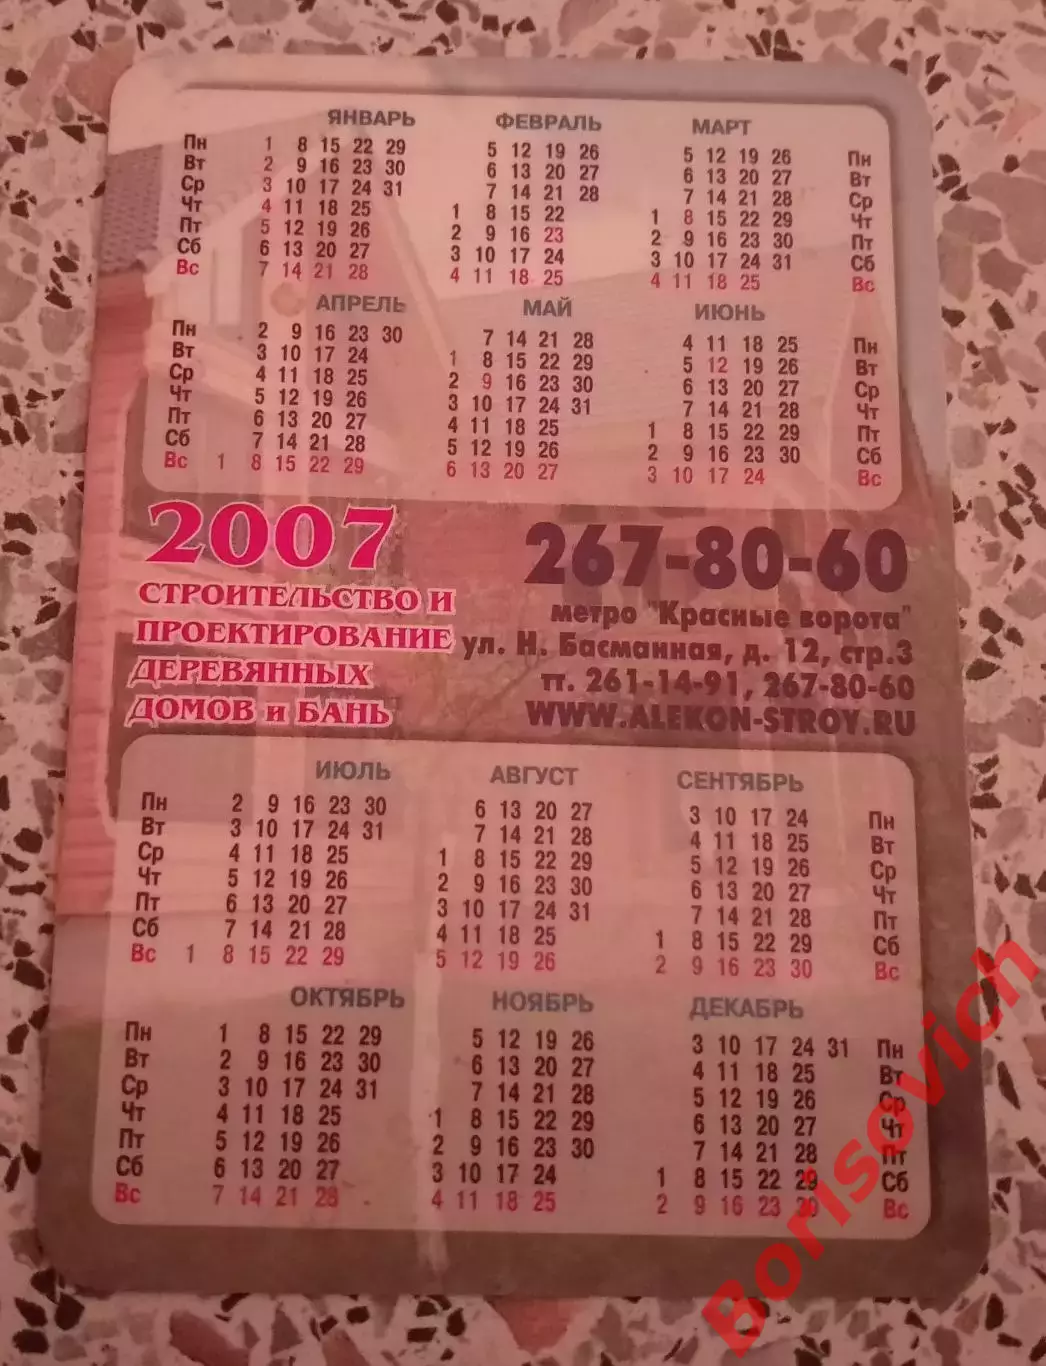 ЯНВАРЬ ФЕВРАЛЬ МАРТ
Пн 1 8 15 22 29 5 12 19 26 5 12 19 26 Пн
Вт 2 9 16 23 30 6 13 20 27 6 13 20 27 Вт
Ср 3 10 17 24 31 7 14 21 28 7 14 21 28 Ср
Чт 4 11 18 25 1 8 15 22 1 8 15 22 29 Чт
Пт 5 12 19 26 2 9 16 23 2 9 16 23 30 Пт
Сб 6 13 20 27 3 10 17 24 3 10 17 24 31 Сб
Вс 7 14 21 28 4 11 18 25 4 11 18 25 Вс
АПРЕЛЬ МАЙ ИЮНЬ
Пн 2 9 16 23 30 7 14 21 28 4 11 18 25 Пн
Вт 3 10 17 24 1 8 15 22 29 5 12 19 26 Вт
Ср 4 11 18 25 2 9 16 23 30 6 13 20 27 Ср
Чт 5 12 19 26 3 10 17 24 31 7 14 21 28 Чт
Пт 6 13 20 27 4 11 18 25 1 8 15 22 29 Пт
Сб 7 14 21 28 5 12 19 26 2 9 16 23 30 Сб
Вс 1 8 15 22 29 6 13 20 27 3 10 17 24 Вс
2007
СТРОИТЕЛЬСТВО И
ПРОЕКТИРОВАНИЕ
ДЕРЕВЯННЫХ
ДОМОВ и БАНЬ
267-80-60
метро "Красные ворота"
ул. Н. Басманная, д. 12, стр.3
тт. 261-14-91, 267-80-60
WWW.ALEKON-STROY.RU
ИЮЛЬ АВГУСТ СЕНТЯБРЬ
Пн 2 9 16 23 30 6 13 20 27 3 10 17 24 Пн
Вт 3 10 17 24 31 7 14 21 28 4 11 18 25 Вт
Ср 4 11 18 25 1 8 15 22 29 5 12 19 26 Ср
Чт 5 12 19 26 2 9 16 23 30 6 13 20 27 Чт
Пт 6 13 20 27 3 10 17 24 31 7 14 21 28 Пт
Сб 7 14 21 28 4 11 18 25 1 8 15 22 29 Сб
Вс 1 8 15 22 29 5 12 19 26 2 9 16 23 30 Вс
ОКТЯБРЬ НОЯБРЬ ДЕКАБРЬ
Пн 1 8 15 22 29 5 12 19 26 3 10 17 24 31 Пн
Вт 2 9 16 23 30 6 13 20 27 4 11 18 25 Вт
Ср 3 10 17 24 31 7 14 21 28 5 12 19 26 Ср
Чт 4 11 18 25 1 8 15 22 29 6 13 20 27 Чт
Пт 5 12 19 26 2 9 16 23 30 7 14 21 28 Пт
Сб 6 13 20 27 3 10 17 24 1 8 15 22 29 Сб
Вс 7 14 21 28 4 11 18 25 2 9 16 23 30 Вс
Borisovich